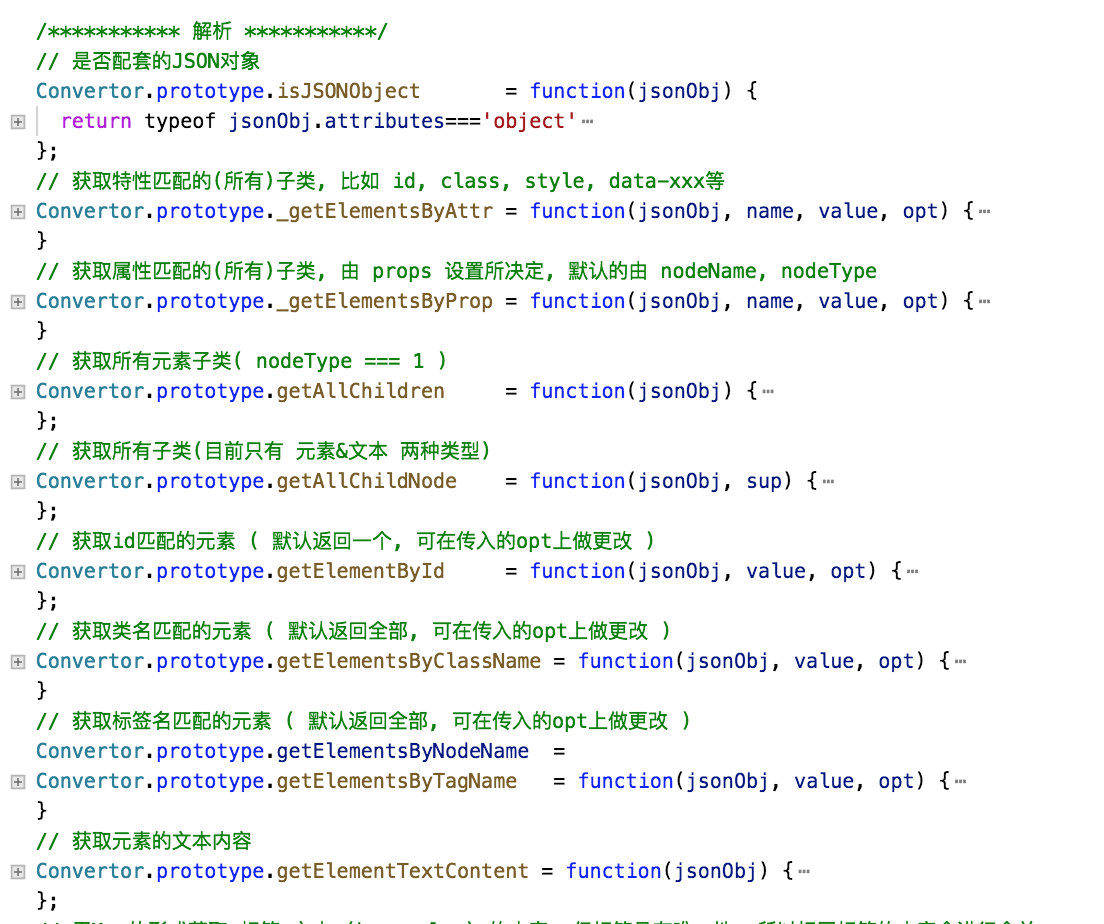 /*********** 解析 ***********/
// 是否配套的JSON对象
Convertor.prototype.isJSONObject       = function(jsonObj) {
  return typeof jsonObj.attributes==='object'…
};
// 获取特性匹配的(所有)子类, 比如 id, class, style, data-xxx等
Convertor.prototype._getElementsByAttr = function(jsonObj, name, value, opt) {…
}
// 获取属性匹配的(所有)子类, 由 props 设置所决定, 默认的由 nodeName, nodeType
Convertor.prototype._getElementsByProp = function(jsonObj, name, value, opt) {…
}
// 获取所有元素子类( nodeType === 1 )
Convertor.prototype.getAllChildren     = function(jsonObj) {…
};
// 获取所有子类(目前只有 元素&文本 两种类型)
Convertor.prototype.getAllChildNode    = function(jsonObj, sup) {…
};
// 获取id匹配的元素 ( 默认返回一个, 可在传入的opt上做更改 )
Convertor.prototype.getElementById     = function(jsonObj, value, opt) {…
};
// 获取类名匹配的元素 ( 默认返回全部, 可在传入的opt上做更改 )
Convertor.prototype.getElementsByClassName = function(jsonObj, value, opt) {…
}
// 获取标签名匹配的元素 ( 默认返回全部, 可在传入的opt上做更改 )
Convertor.prototype.getElementsByNodeName  =
Convertor.prototype.getElementsByTagName   = function(jsonObj, value, opt) {…
}
// 获取元素的文本内容
Convertor.prototype.getElementTextContent = function(jsonObj) {…
};